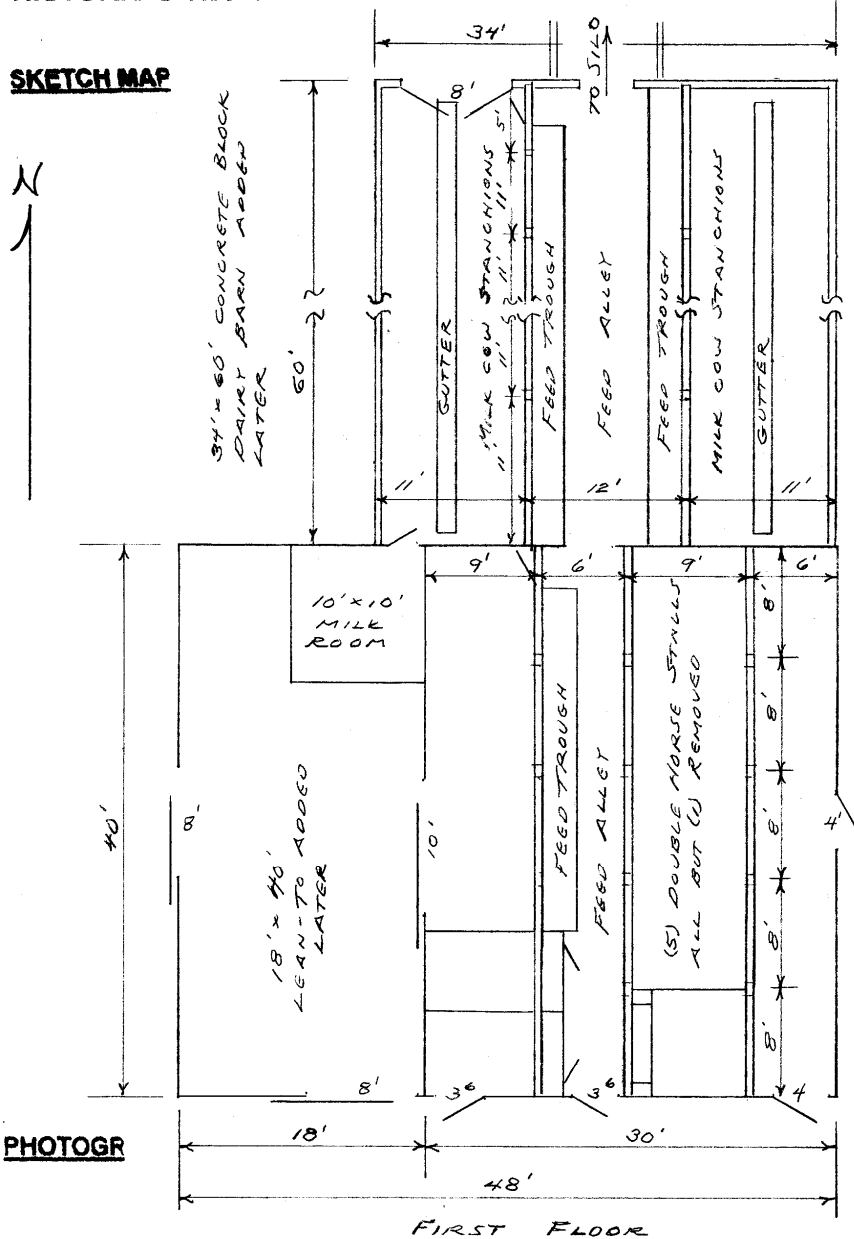 SKETCH MAP
N
34'
TO SILO
8'
34' x 60' CONCRETE BLOCK
DAIRY BARN ADDED
LATER
60'
GUTTER
MILK COW STANCHIONS
5'
11'
11'
11'
11'
FEED TROUGH
FEED ALLEY
FEED TROUGH
MILK COW STANCHIONS
GUTTER
11'
12'
11'
10' x 10'
MILK
ROOM
9'
6'
9'
6'
40'
8'
18' x 40'
LEAN-TO ADDED
LATER
10'
FEED TROUGH
FEED ALLEY
(5) DOUBLE HORSE STALLS
ALL BUT (1) REMOVED
8'
8'
8'
8'
8'
4'
8'
3⁶
3⁶
4
PHOTOGR
18'
30'
48'
FIRST FLOOR